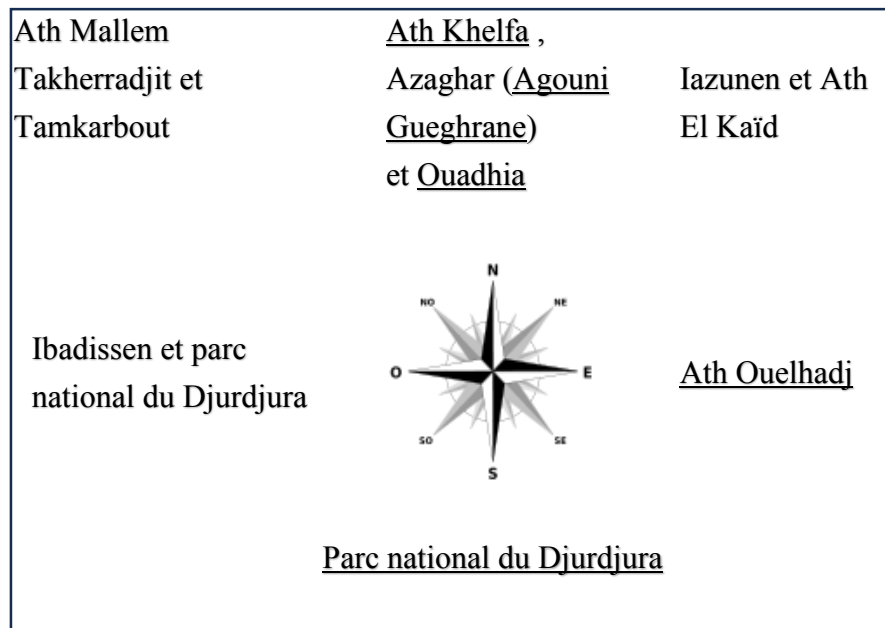 Ath Mallem
Takherradjit et
Tamkarbout
Ath Khelfa ,
Azaghar (Agouni
Gueghrane)
et Ouadhia
Iazunen et Ath
El Kaïd
Ibadissen et parc
national du Djurdjura
N
NO
NE
O
E
SO
SE
S
Ath Ouelhadj
Parc national du Djurdjura